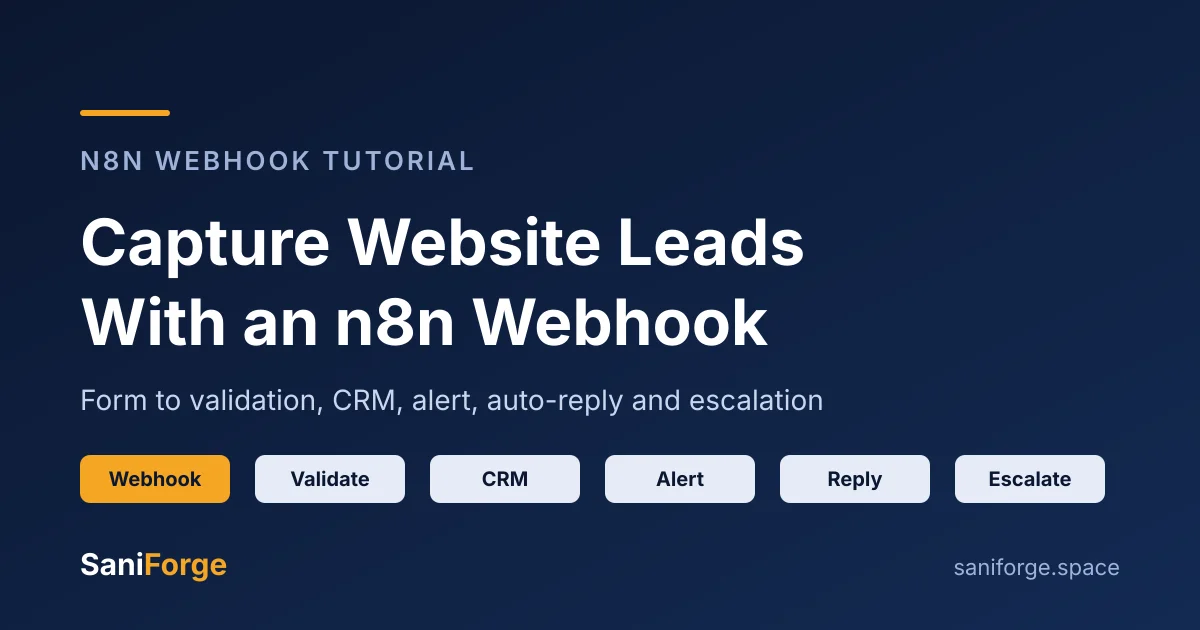 N8N WEBHOOK TUTORIAL
Capture Website Leads
With an n8n Webhook
Form to validation, CRM, alert, auto-reply and escalation
Webhook Validate CRM Alert Reply Escalate
SaniForge saniforge.space